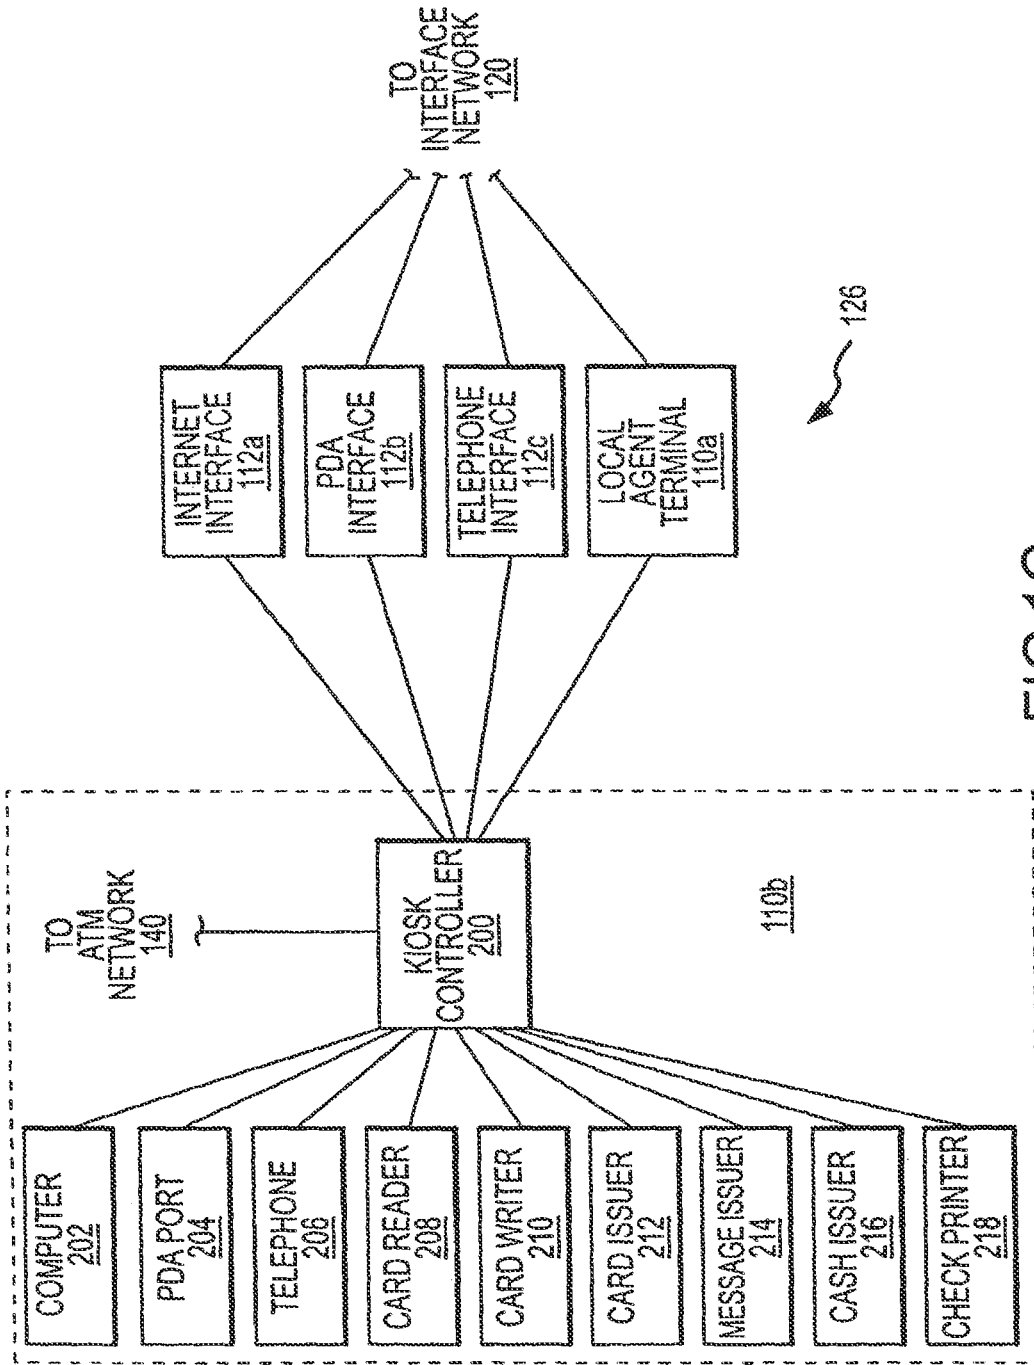 COMPUTER
202
PDA PORT
204
TELEPHONE
206
CARD READER
208
CARD WRITER
210
CARD ISSUER
212
MESSAGE ISSUER
214
CASH ISSUER
216
CHECK PRINTER
218
TO
ATM
NETWORK
140
KIOSK
CONTROLLER
200
110b
INTERNET
INTERFACE
112a
PDA
INTERFACE
112b
TELEPHONE
INTERFACE
112c
LOCAL
AGENT
TERMINAL
110a
TO
INTERFACE
NETWORK
120
126